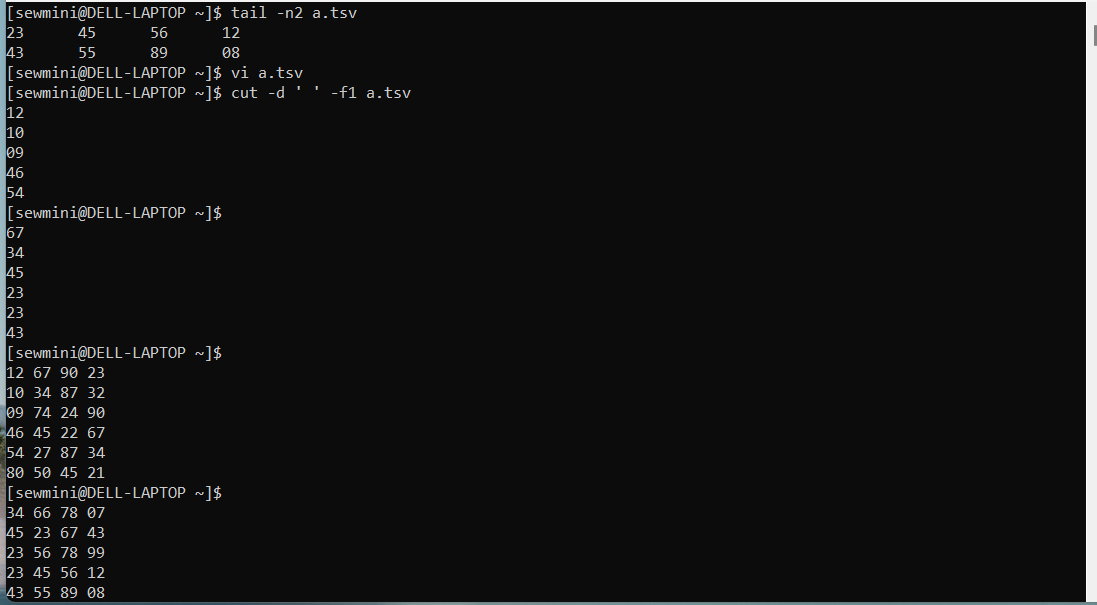 [sewmini@DELL-LAPTOP ~]$ tail -n2 a.tsv
23      45      56      12
43      55      89      08
[sewmini@DELL-LAPTOP ~]$ vi a.tsv
[sewmini@DELL-LAPTOP ~]$ cut -d ' ' -f1 a.tsv
12
10
09
46
54
[sewmini@DELL-LAPTOP ~]$
67
34
45
23
23
43
[sewmini@DELL-LAPTOP ~]$
12 67 90 23
10 34 87 32
09 74 24 90
46 45 22 67
54 27 87 34
80 50 45 21
[sewmini@DELL-LAPTOP ~]$
34 66 78 07
45 23 67 43
23 56 78 99
23 45 56 12
43 55 89 08